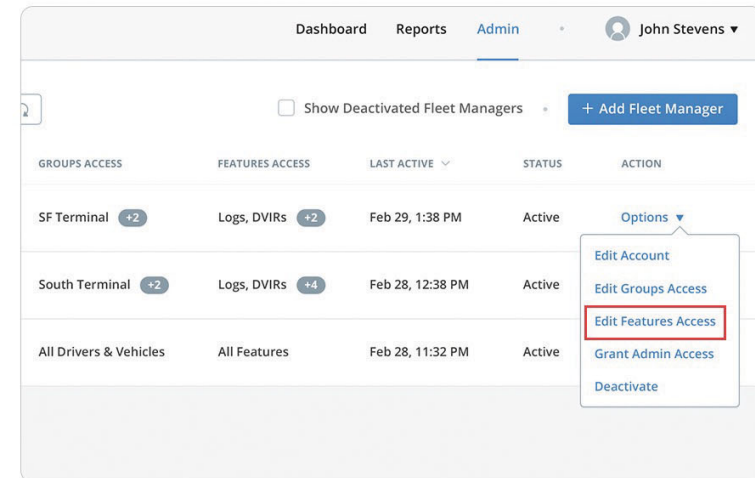 Dashboard Reports Admin John Stevens
Show Deactivated Fleet Managers + Add Fleet Manager
GROUPS ACCESS FEATURES ACCESS LAST ACTIVE STATUS ACTION
SF Terminal +2 Logs, DVIRs +2 Feb 29, 1:38 PM Active Options
Edit Account
South Terminal +2 Logs, DVIRs +4 Feb 28, 12:38 PM Active
Edit Groups Access
Edit Features Access
All Drivers & Vehicles All Features Feb 28, 11:32 PM Active
Grant Admin Access
Deactivate